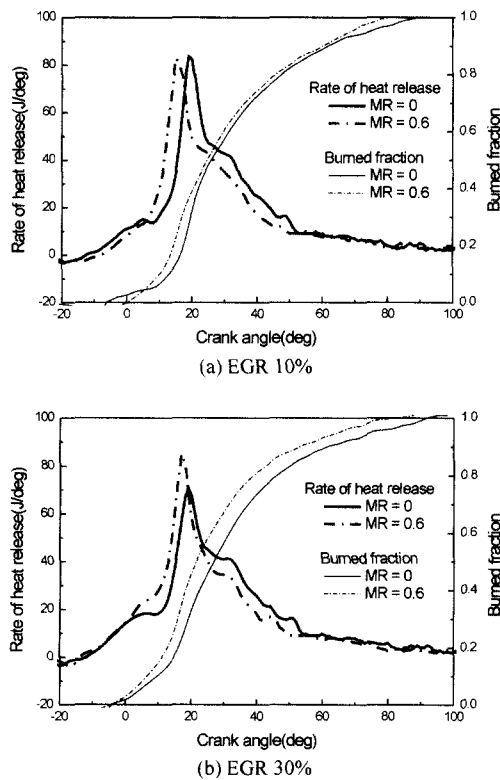 100
80
60
40
20
0
-20
-20
0
20
40
60
80
100
1.0
0.8
0.6
0.4
0.2
0.0
Rate of heat release(J/deg)
Burned fraction
Rate of heat release
MR = 0
MR = 0.6
Burned fraction
MR = 0
MR = 0.6
Crank angle(deg)
(a) EGR 10%
100
80
60
40
20
0
-20
-20
0
20
40
60
80
100
1.0
0.8
0.6
0.4
0.2
0.0
Rate of heat release(J/deg)
Burned fraction
Rate of heat release
MR = 0
MR = 0.6
Burned fraction
MR = 0
MR = 0.6
Crank angle(deg)
(b) EGR 30%